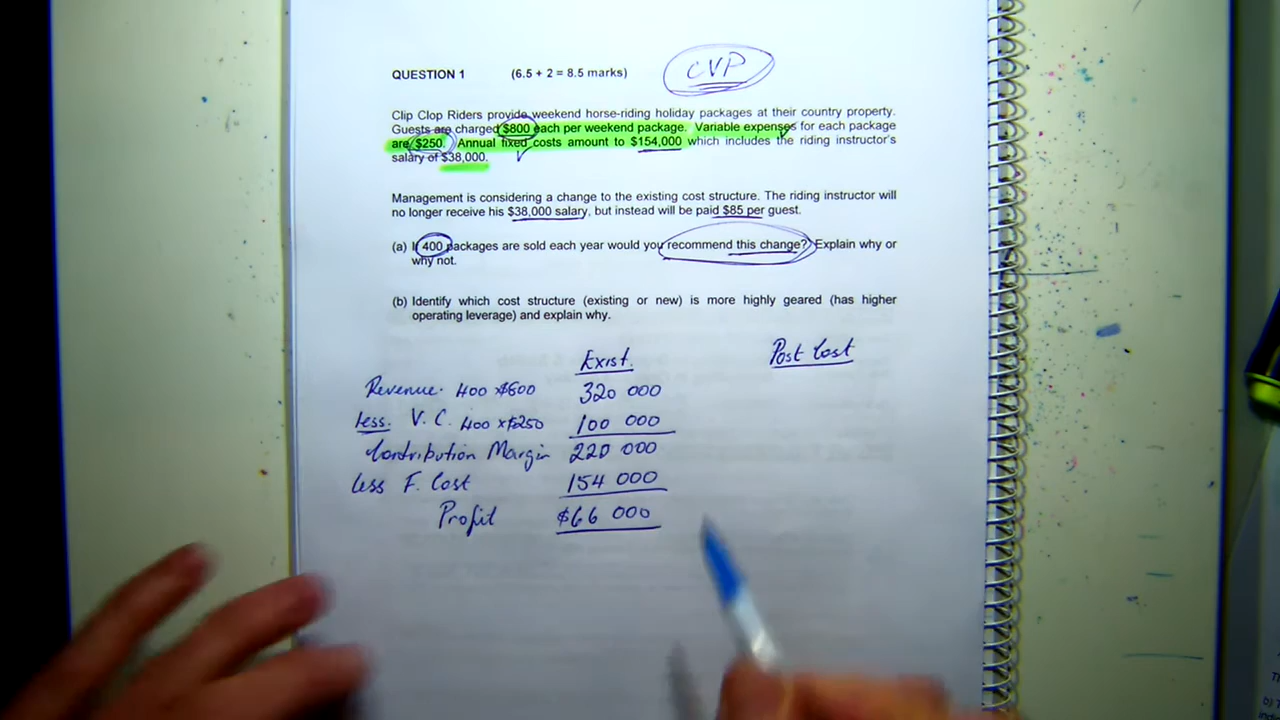 QUESTION 1 (6.5 + 2 = 8.5 marks) CVP
Clip Clop Riders provide weekend horse-riding holiday packages at their country property.
Guests are charged $800 each per weekend package. Variable expenses for each package
are $250. Annual fixed costs amount to $154,000 which includes the riding instructor's
salary of $38,000.
Management is considering a change to the existing cost structure. The riding instructor will
no longer receive his $38,000 salary, but instead will be paid $85 per guest.
(a) If 400 packages are sold each year would you recommend this change? Explain why or
why not.
(b) Identify which cost structure (existing or new) is more highly geared (has higher
operating leverage) and explain why.
Exist. Post Cost
Revenue. 400 x $800 320 000
less. V. C. 400 x $250 100 000
Contribution Margin 220 000
less F. Cost 154 000
Profit $66 000